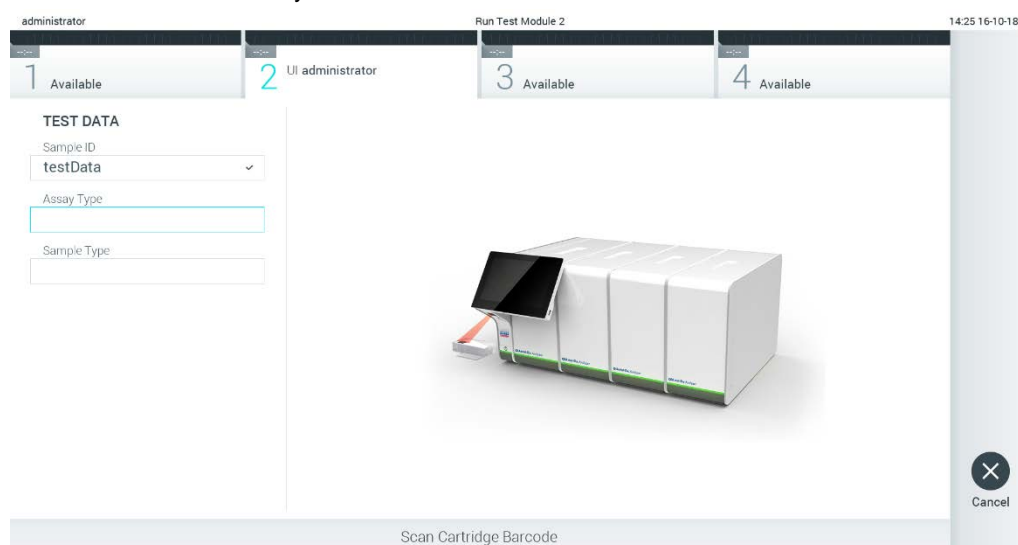 administrator
Run Test Module 2
14:25 16-10-18
--:--
--:--
--:--
--:--
1 Available
2 UI administrator
3 Available
4 Available
TEST DATA
Sample ID
testData
Assay Type
Sample Type
Cancel
Scan Cartridge Barcode